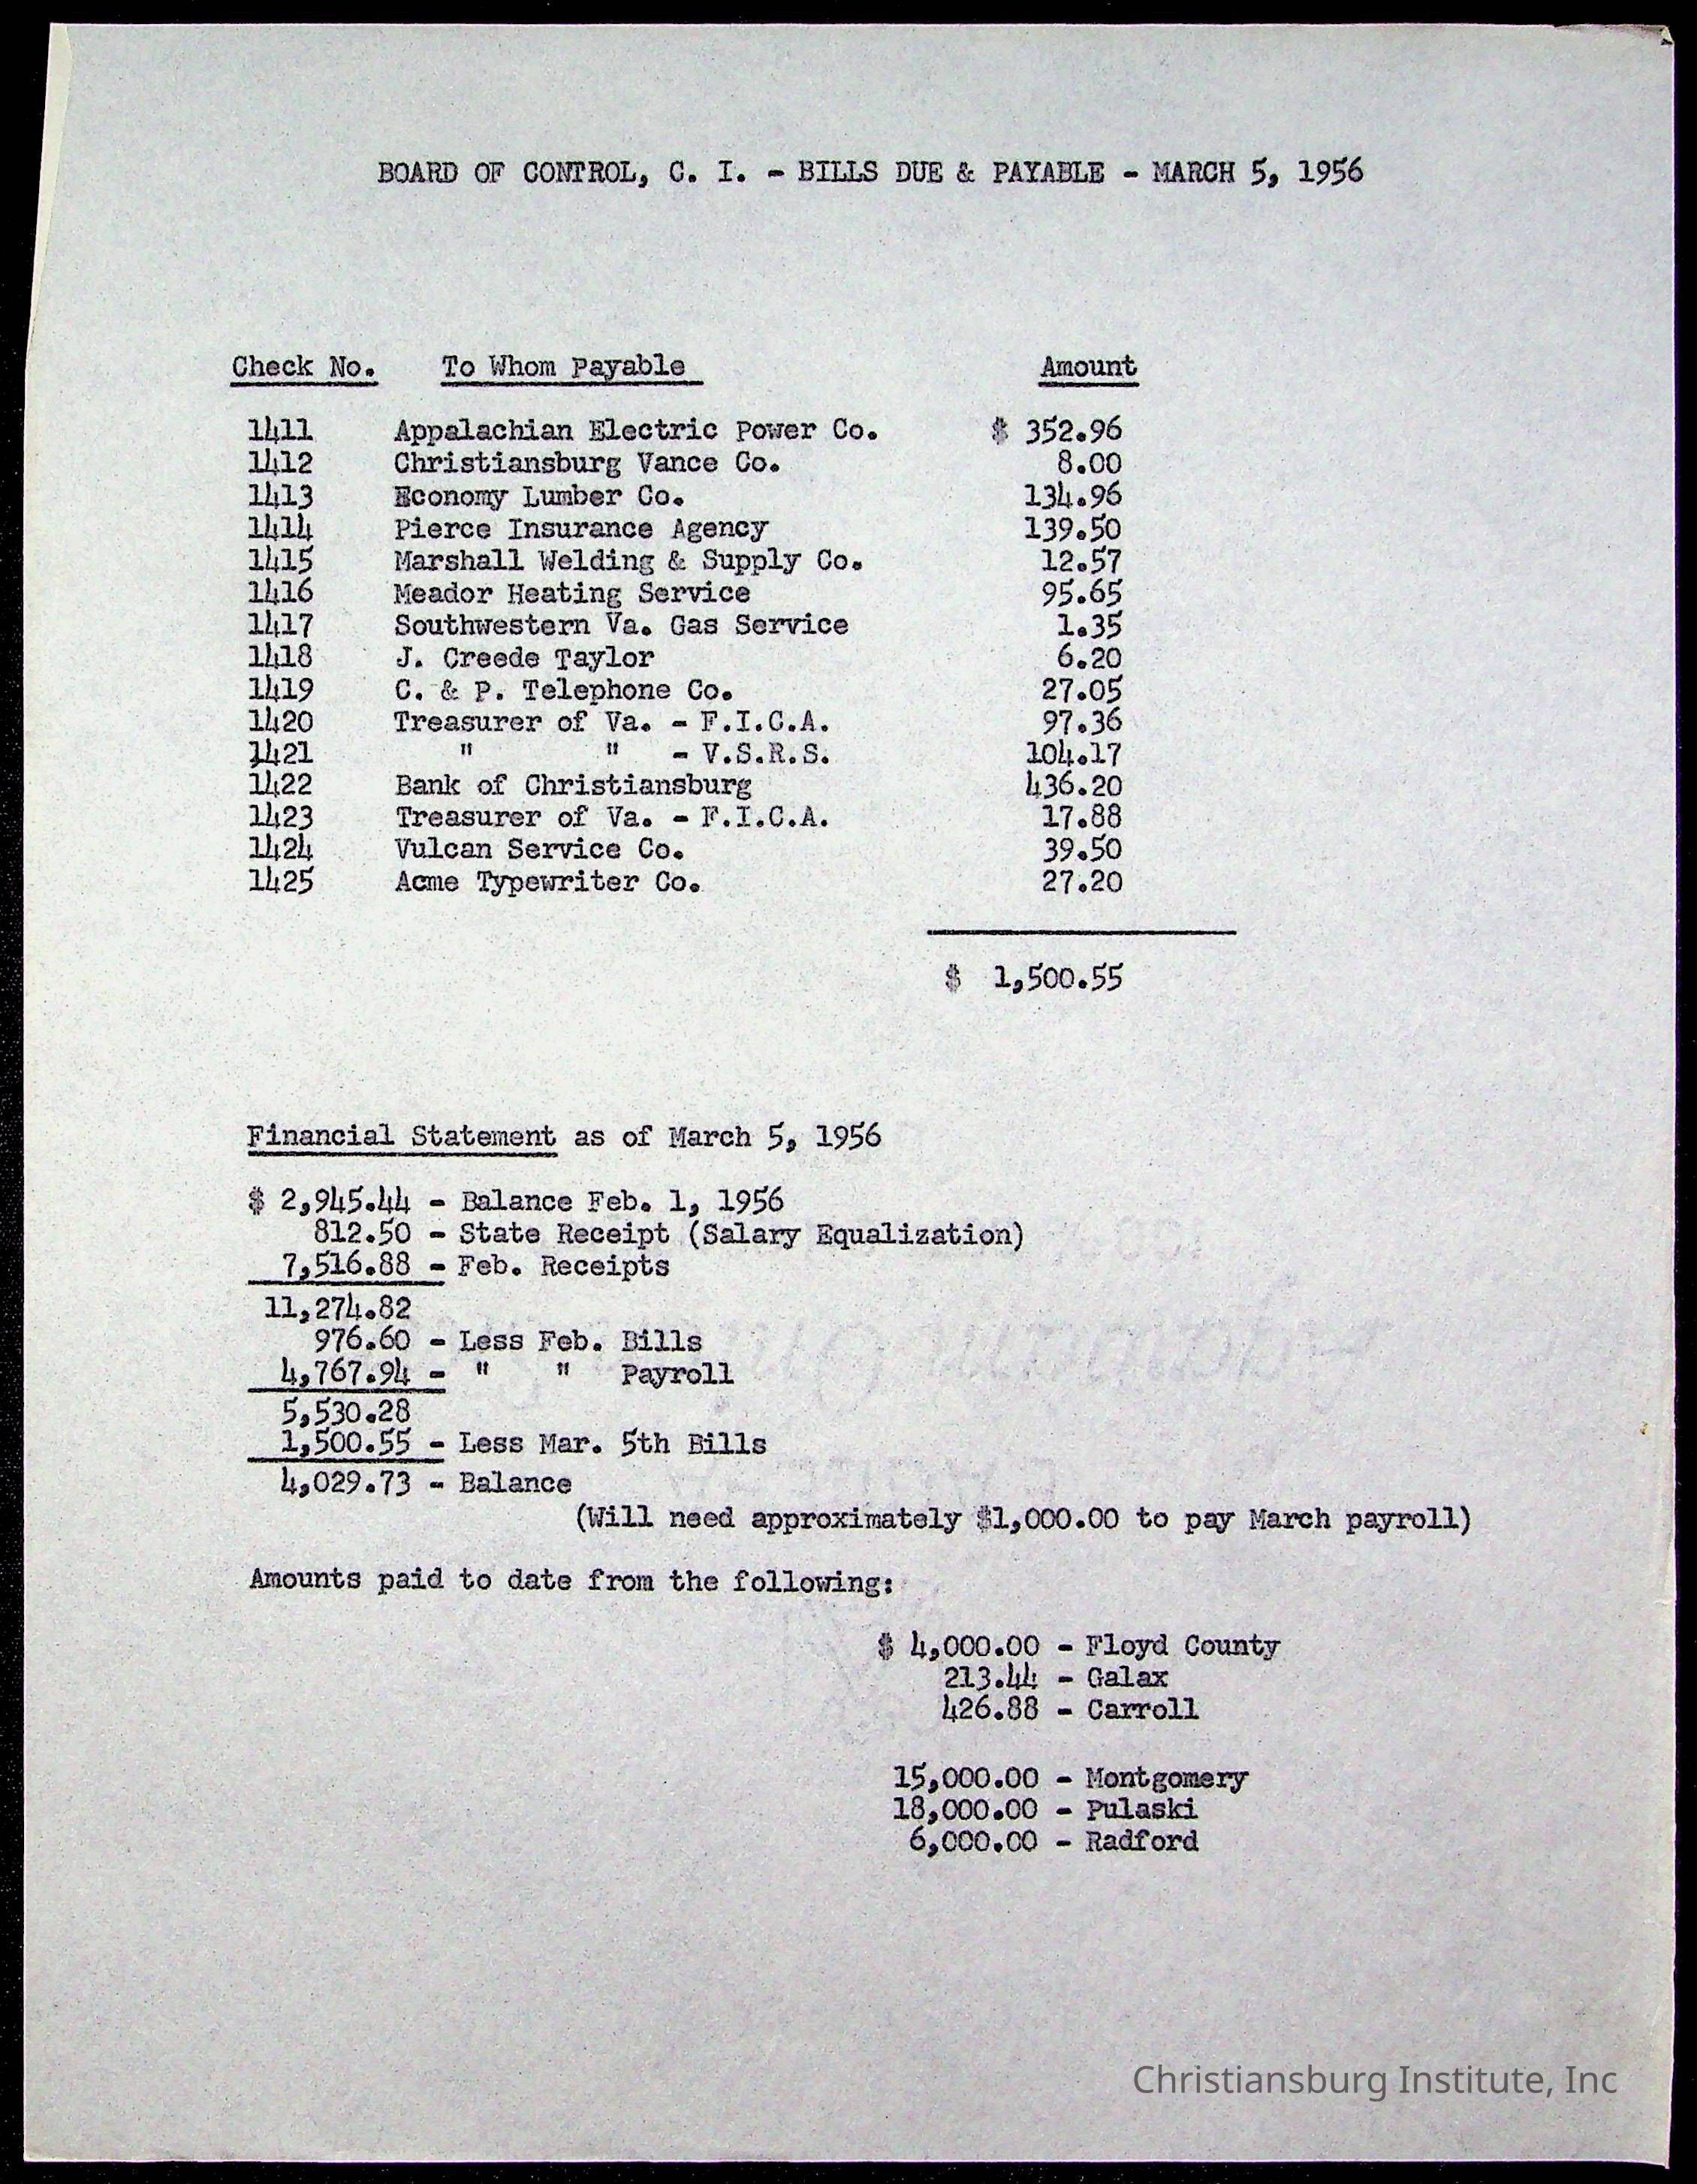 BOARD OF CONTROL, C. I. - BILLS DUE & PAYABLE - MARCH 5, 1956
Check No. To Whom Payable Amount
1411 Appalachian Electric Power Co. $ 352.96
1412 Christiansburg Vance Co. 8.00
1413 Economy Lumber Co. 134.96
1414 Pierce Insurance Agency 139.50
1415 Marshall Welding & Supply Co. 12.57
1416 Meador Heating Service 95.65
1417 Southwestern Va. Gas Service 1.35
1418 J. Creede Taylor 6.20
1419 C. & P. Telephone Co. 27.05
1420 Treasurer of Va. - F.I.C.A. 97.36
1421 " " - V.S.R.S. 104.17
1422 Bank of Christiansburg 436.20
1423 Treasurer of Va. - F.I.C.A. 17.88
1424 Vulcan Service Co. 39.50
1425 Acme Typewriter Co. 27.20
$ 1,500.55
Financial Statement as of March 5, 1956
$ 2,945.44 - Balance Feb. 1, 1956
812.50 - State Receipt (Salary Equalization)
7,516.88 - Feb. Receipts
11,274.82
976.60 - Less Feb. Bills
4,767.94 - " " Payroll
5,530.28
1,500.55 - Less Mar. 5th Bills
4,029.73 - Balance
(Will need approximately $1,000.00 to pay March payroll)
Amounts paid to date from the following:
$ 4,000.00 - Floyd County
213.44 - Galax
426.88 - Carroll
15,000.00 - Montgomery
18,000.00 - Pulaski
6,000.00 - Radford
Christiansburg Institute, Inc